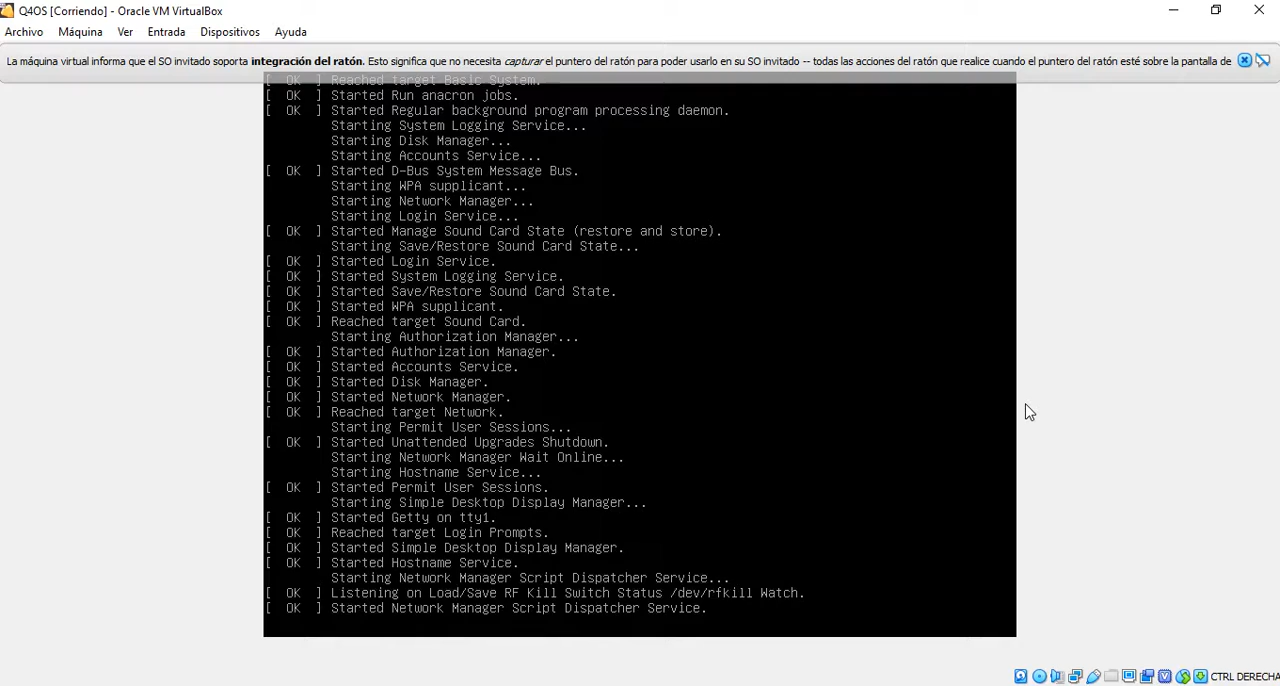 Q4OS [Corriendo] - Oracle VM VirtualBox
Archivo Máquina Ver Entrada Dispositivos Ayuda
La máquina virtual informa que el SO invitado soporta integración del ratón. Esto significa que no necesita capturar el puntero del ratón para poder usarlo en su SO invitado -- todas las acciones del ratón que realice cuando el puntero del ratón esté sobre la pantalla de
[ OK ] Reached target Basic System.
[ OK ] Started Run anacron jobs.
[ OK ] Started Regular background program processing daemon.
Starting System Logging Service...
Starting Disk Manager...
Starting Accounts Service...
[ OK ] Started D-Bus System Message Bus.
Starting WPA supplicant...
Starting Network Manager...
Starting Login Service...
[ OK ] Started Manage Sound Card State (restore and store).
Starting Save/Restore Sound Card State...
[ OK ] Started Login Service.
[ OK ] Started System Logging Service.
[ OK ] Started Save/Restore Sound Card State.
[ OK ] Started WPA supplicant.
[ OK ] Reached target Sound Card.
Starting Authorization Manager...
[ OK ] Started Authorization Manager.
[ OK ] Started Accounts Service.
[ OK ] Started Disk Manager.
[ OK ] Started Network Manager.
[ OK ] Reached target Network.
Starting Permit User Sessions...
[ OK ] Started Unattended Upgrades Shutdown.
Starting Network Manager Wait Online...
Starting Hostname Service...
[ OK ] Started Permit User Sessions.
Starting Simple Desktop Display Manager...
[ OK ] Started Getty on tty1.
[ OK ] Reached target Login Prompts.
[ OK ] Started Simple Desktop Display Manager.
[ OK ] Started Hostname Service.
Starting Network Manager Script Dispatcher Service...
[ OK ] Listening on Load/Save RF Kill Switch Status /dev/rfkill Watch.
[ OK ] Started Network Manager Script Dispatcher Service.
CTRL DERECHA